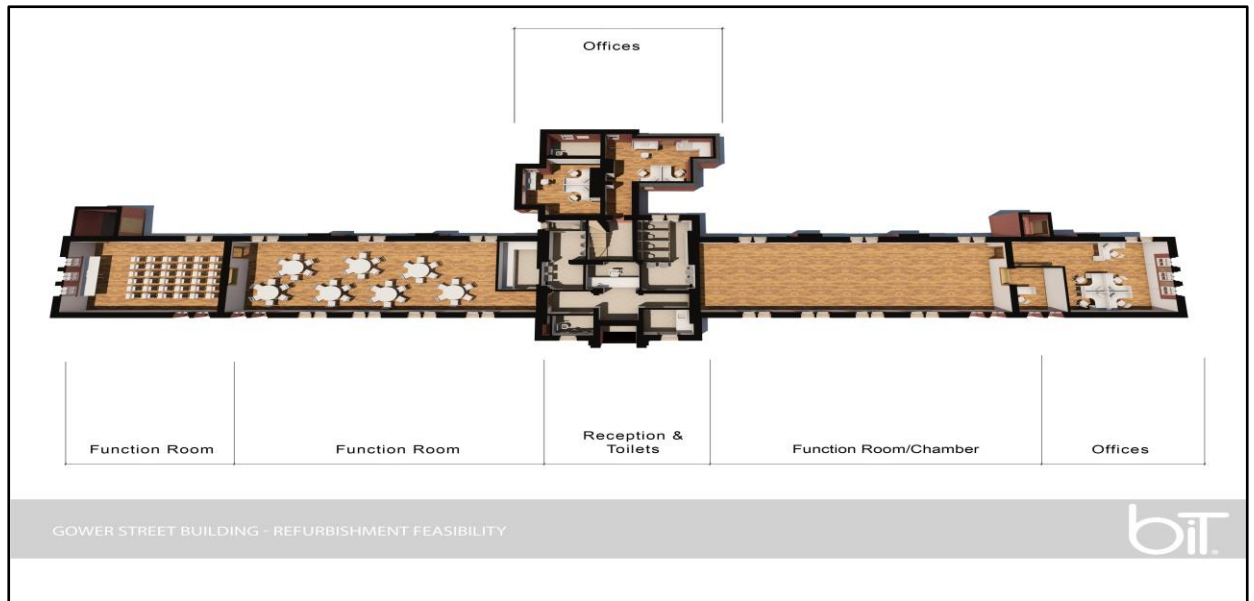 Offices
Function Room
Function Room
Reception &
Toilets
Function Room/Chamber
Offices
GOWER STREET BUILDING - REFURBISHMENT FEASIBILITY
biT